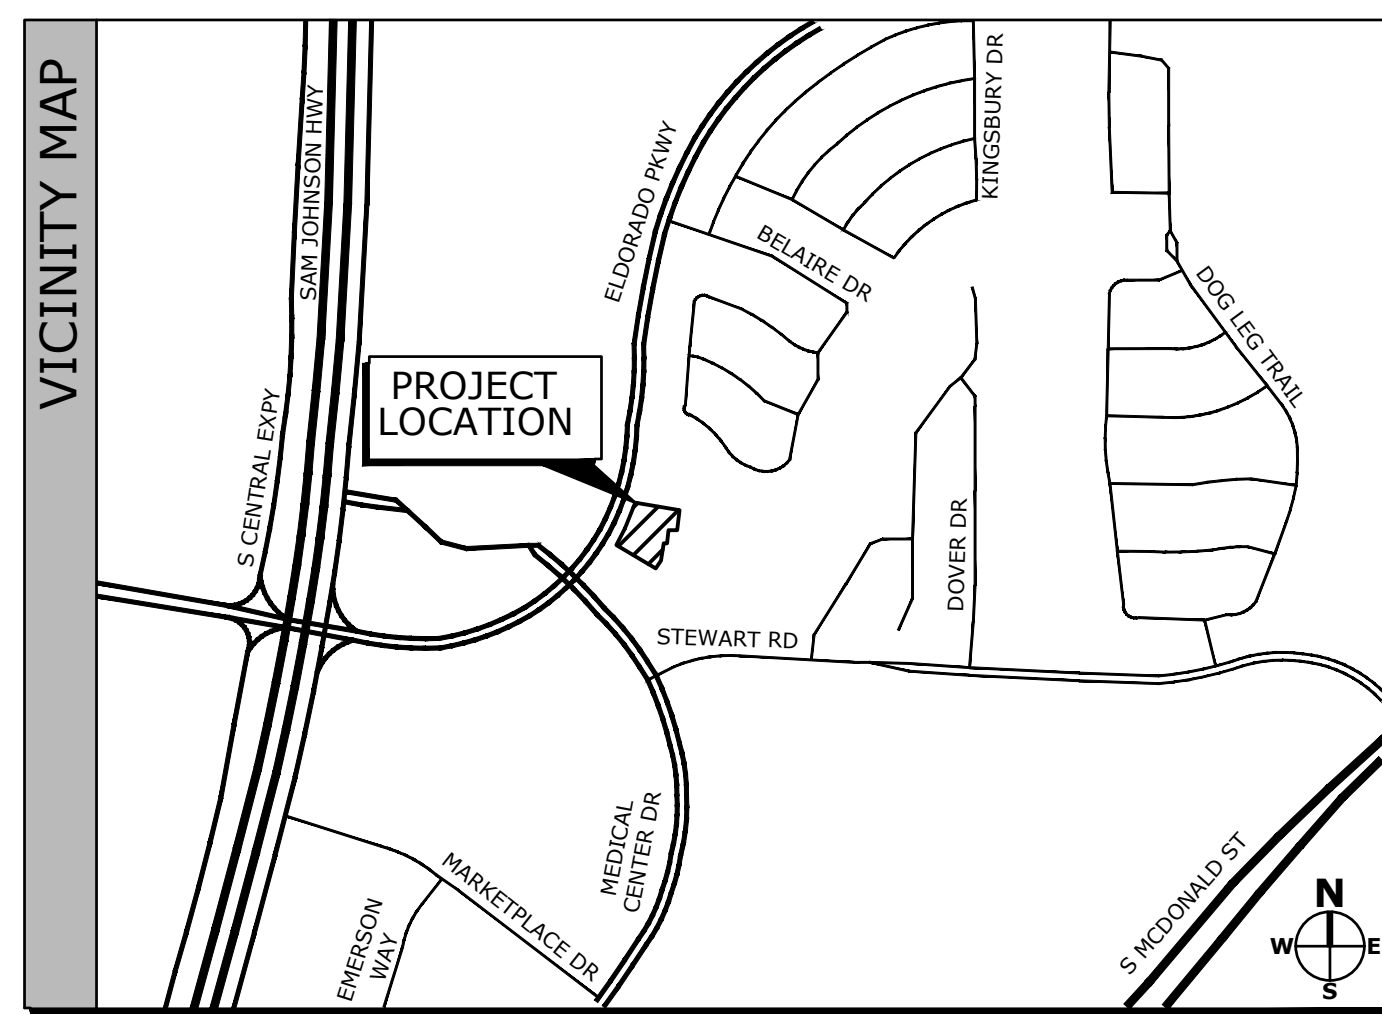 VICINITY MAP
SAM JOHNSON HWY
S CENTRAL EXPY
ELDORADO PKWY
KINGSBURY DR
BELAIRE DR
DOG LEG TRAIL
PROJECT
LOCATION
DOVER DR
STEWART RD
MEDICAL
CENTER DR
MARKETPLACE DR
EMERSON
WAY
S MCDONALD ST
N
W E
S